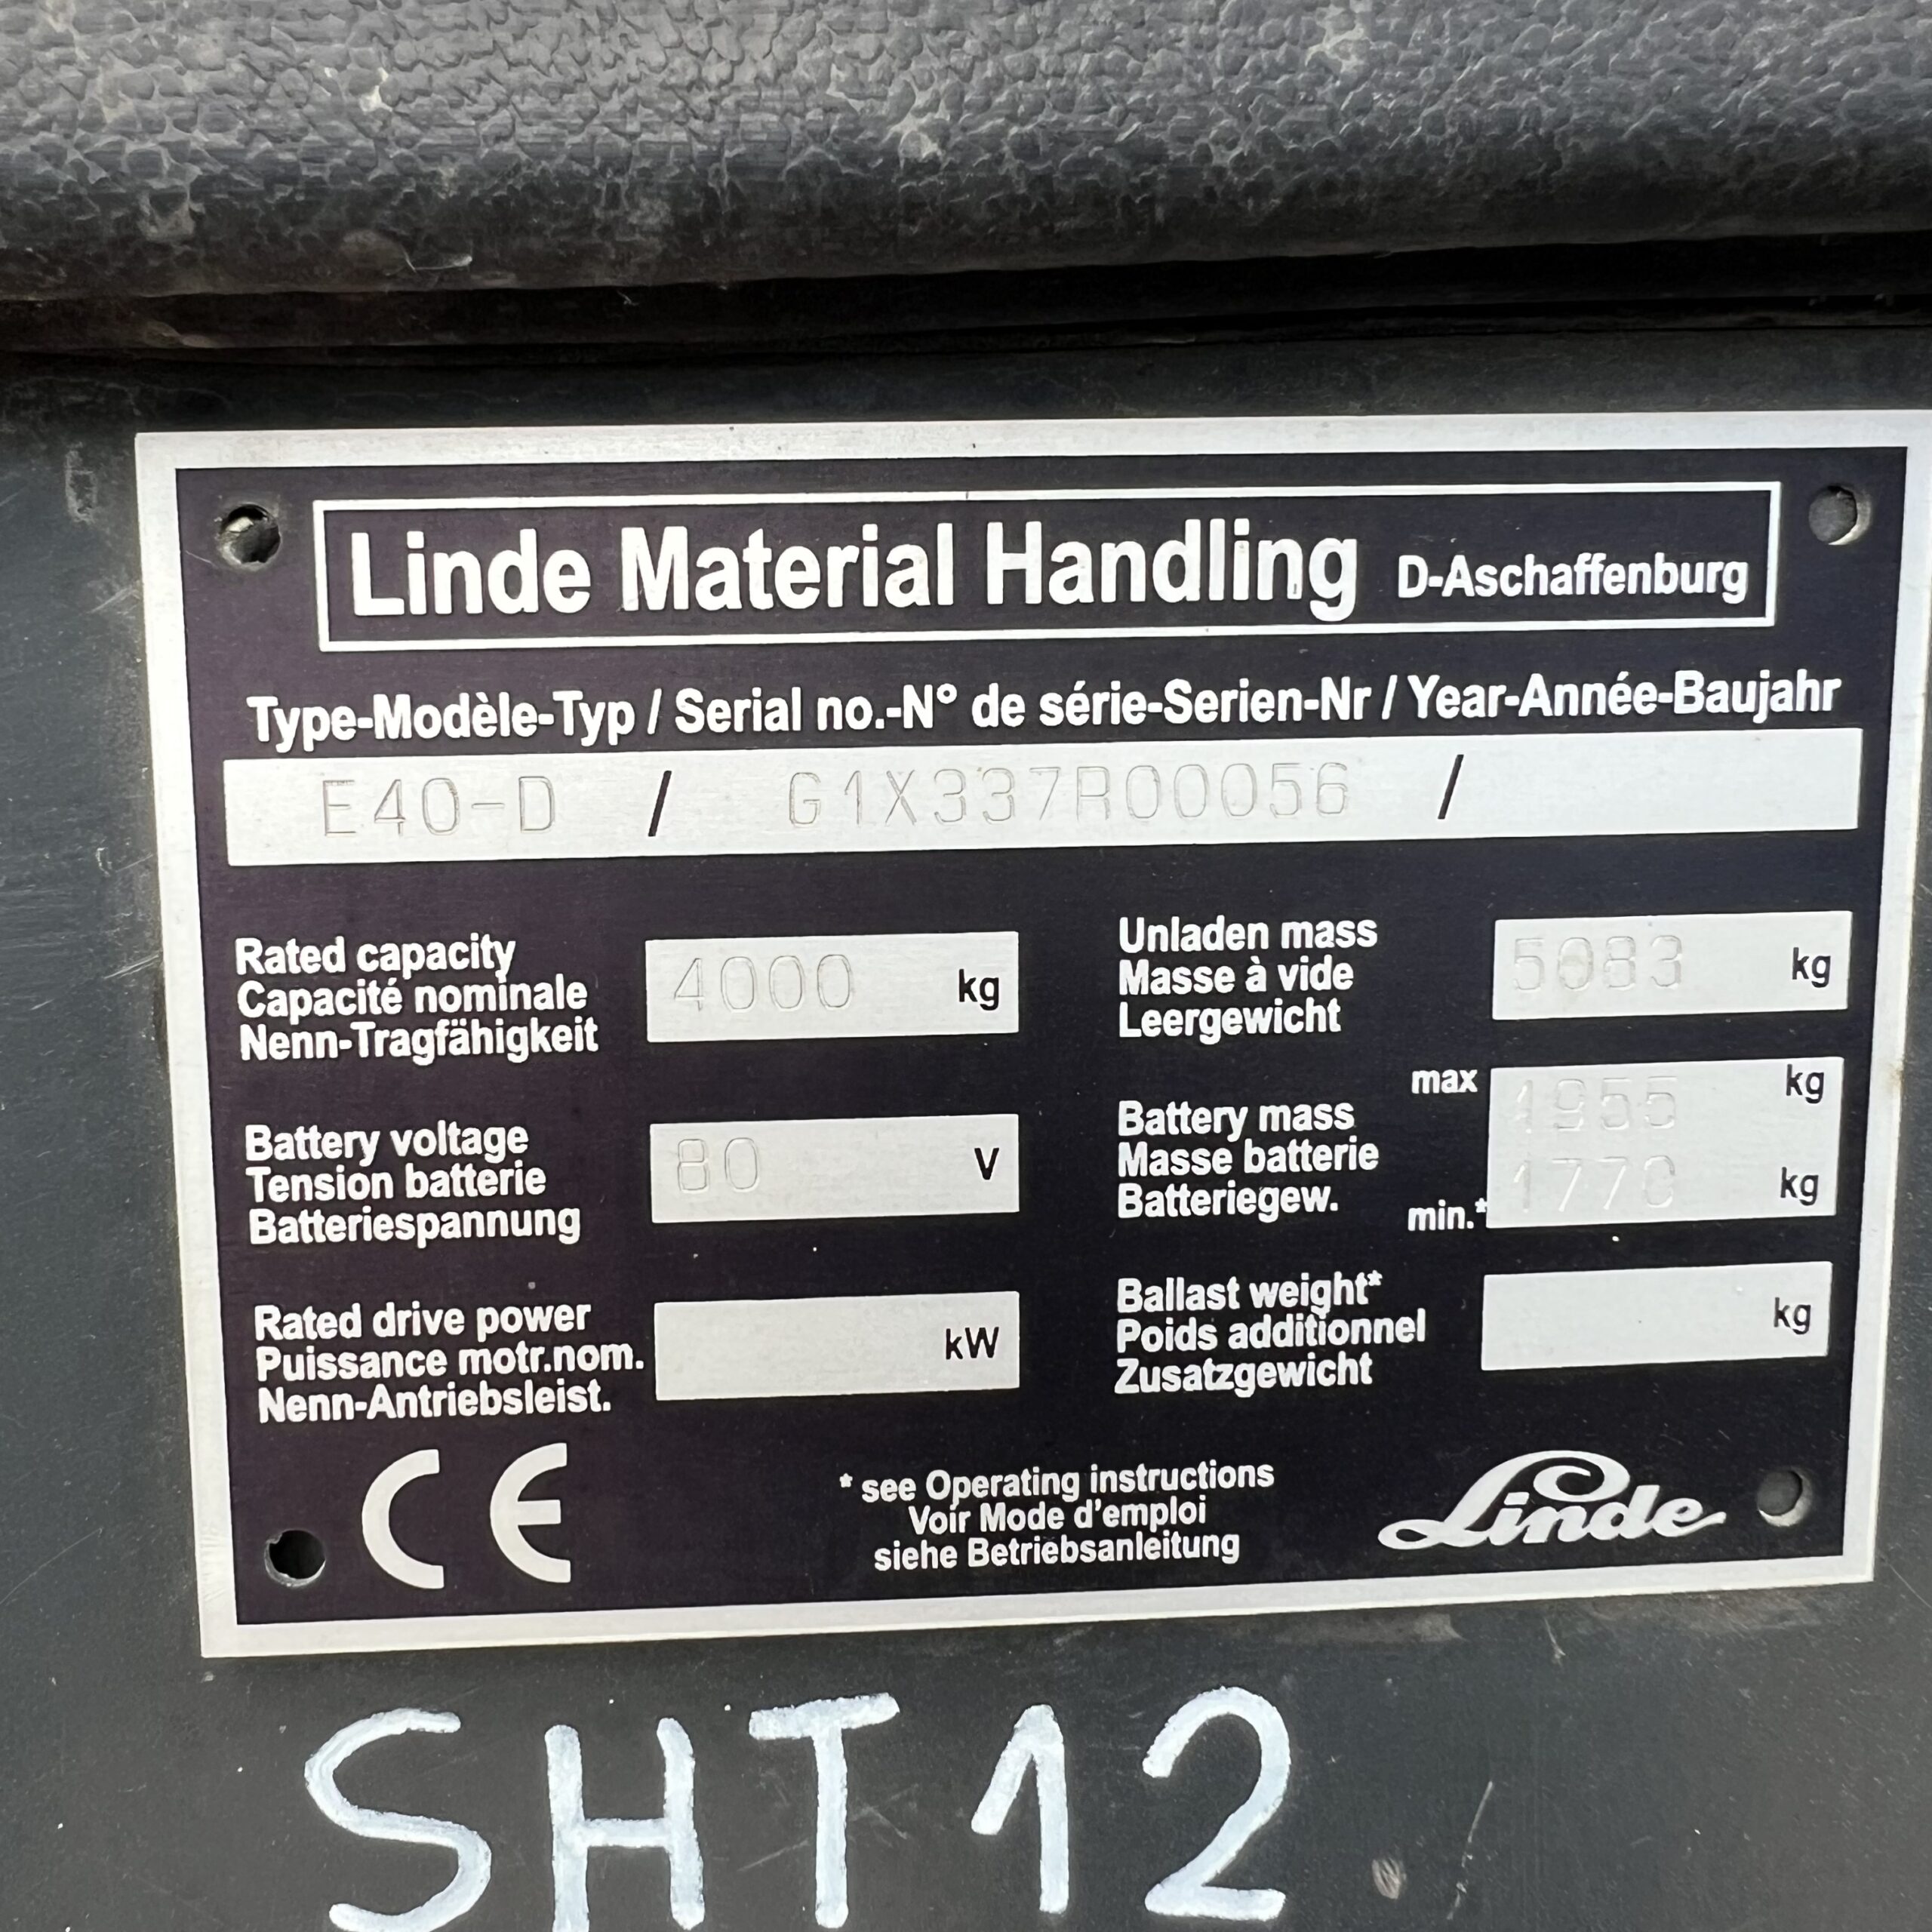 Linde Material Handling D-Aschaffenburg
Type-Modèle-Typ / Serial no.-N° de série-Serien-Nr / Year-Année-Baujahr
E40-D / G1X337R00056 /
Rated capacity
Capacité nominale
Nenn-Tragfähigkeit
4000 kg
Unladen mass
Masse à vide
Leergewicht
5083 kg
Battery voltage
Tension batterie
Batteriespannung
80 V
Battery mass
Masse batterie
Batteriegew.
max 1955 kg
min.* 1770 kg
Rated drive power
Puissance motr.nom.
Nenn-Antriebsleist.
kW
Ballast weight*
Poids additionnel
Zusatzgewicht
kg
CE
* see Operating instructions
Voir Mode d'emploi
siehe Betriebsanleitung
Linde
SHT12